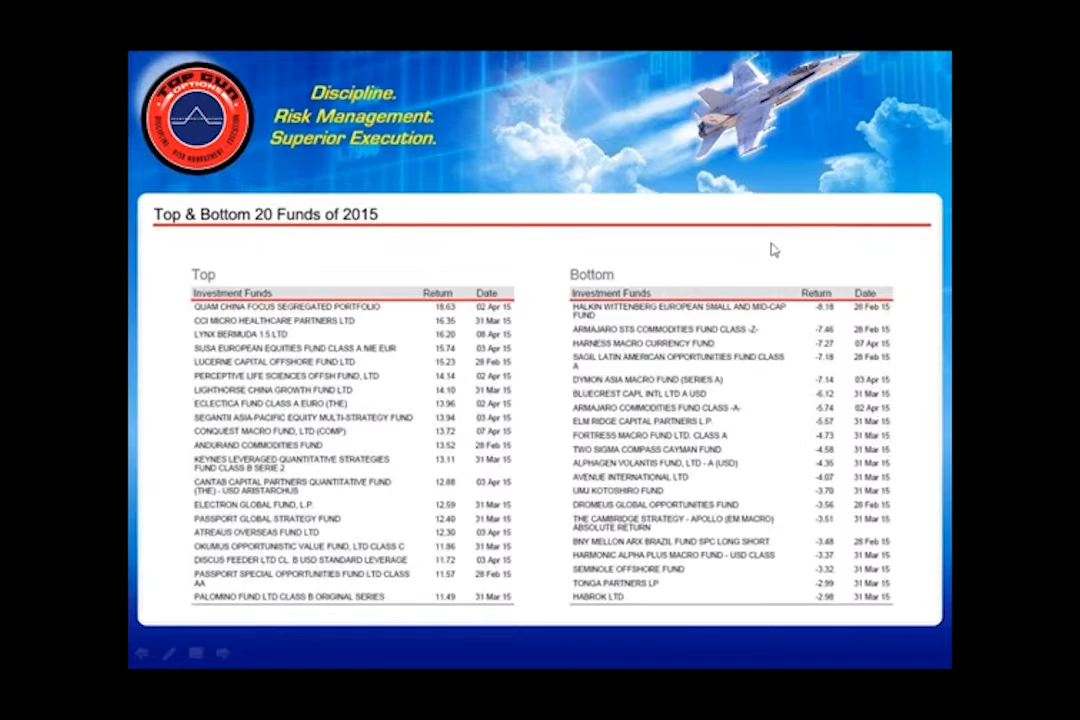 TOP GUN
OPTIONS
DISCIPLINE
RISK MANAGEMENT
EXECUTION
Discipline.
Risk Management.
Superior Execution.
Top & Bottom 20 Funds of 2015
Top
Investment Funds Return Date
QUAM CHINA FOCUS SEGREGATED PORTFOLIO 18.63 02 Apr 15
CCI MICRO HEALTHCARE PARTNERS LTD 16.35 31 Mar 15
LYNX BERMUDA 1.5 LTD 16.20 08 Apr 15
SUSA EUROPEAN EQUITIES FUND CLASS A NIE EUR 15.74 03 Apr 15
LUCERNE CAPITAL OFFSHORE FUND LTD 15.23 28 Feb 15
PERCEPTIVE LIFE SCIENCES OFFSH FUND, LTD 14.14 02 Apr 15
LIGHTHORSE CHINA GROWTH FUND LTD 14.10 31 Mar 15
ECLECTICA FUND CLASS A EURO (THE) 13.96 02 Apr 15
SEGANTII ASIA-PACIFIC EQUITY MULTI-STRATEGY FUND 13.94 03 Apr 15
CONQUEST MACRO FUND, LTD (COMP) 13.72 07 Apr 15
ANDURAND COMMODITIES FUND 13.52 28 Feb 15
KEYNES LEVERAGED QUANTITATIVE STRATEGIES 13.11 31 Mar 15
FUND CLASS B SERIE 2
CANTAB CAPITAL PARTNERS QUANTITATIVE FUND 12.88 03 Apr 15
(THE) - USD ARISTARCHUS
ELECTRON GLOBAL FUND, L.P. 12.59 31 Mar 15
PASSPORT GLOBAL STRATEGY FUND 12.40 31 Mar 15
ATREAUS OVERSEAS FUND LTD 12.30 03 Apr 15
OKUMUS OPPORTUNISTIC VALUE FUND, LTD CLASS C 11.86 31 Mar 15
DISCUS FEEDER LTD CL. B USD STANDARD LEVERAGE 11.72 03 Apr 15
PASSPORT SPECIAL OPPORTUNITIES FUND LTD CLASS 11.57 28 Feb 15
AA
PALOMINO FUND LTD CLASS B ORIGINAL SERIES 11.49 31 Mar 15
Bottom
Investment Funds Return Date
HALKIN WITTENBERG EUROPEAN SMALL AND MID-CAP -8.18 28 Feb 15
FUND
ARMAJARO STS COMMODITIES FUND CLASS -Z- -7.46 28 Feb 15
HARNESS MACRO CURRENCY FUND -7.27 07 Apr 15
SAGIL LATIN AMERICAN OPPORTUNITIES FUND CLASS -7.18 28 Feb 15
A
DYMON ASIA MACRO FUND (SERIES A) -7.14 03 Apr 15
BLUECREST CAPL INTL LTD A USD -6.12 31 Mar 15
ARMAJARO COMMODITIES FUND CLASS -A- -5.74 02 Apr 15
ELM RIDGE CAPITAL PARTNERS L.P. -5.57 31 Mar 15
FORTRESS MACRO FUND LTD. CLASS A -4.73 31 Mar 15
TWO SIGMA COMPASS CAYMAN FUND -4.58 31 Mar 15
ALPHAGEN VOLANTIS FUND, LTD - A (USD) -4.35 31 Mar 15
AVENUE INTERNATIONAL LTD -4.07 31 Mar 15
UMJ KOTOSHIRO FUND -3.70 31 Mar 15
DROMEUS GLOBAL OPPORTUNITIES FUND -3.56 28 Feb 15
THE CAMBRIDGE STRATEGY - APOLLO (EM MACRO) -3.51 31 Mar 15
ABSOLUTE RETURN
BNY MELLON ARX BRAZIL FUND SPC LONG SHORT -3.48 28 Feb 15
HARMONIC ALPHA PLUS MACRO FUND - USD CLASS -3.37 31 Mar 15
SEMINOLE OFFSHORE FUND -3.32 31 Mar 15
TONGA PARTNERS LP -2.99 31 Mar 15
HABROK LTD -2.98 31 Mar 15